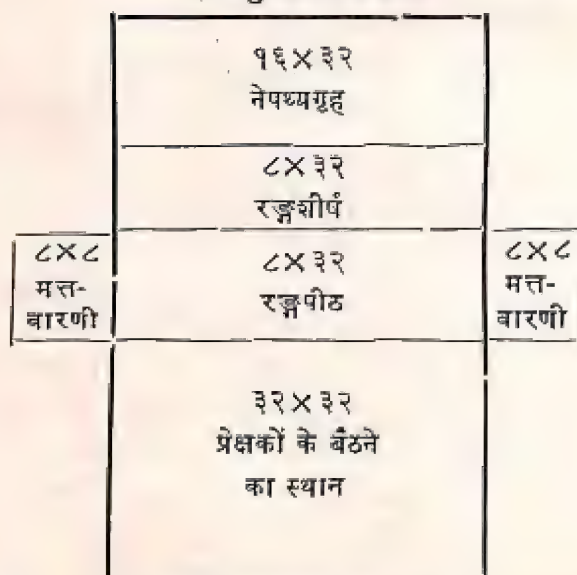 १६×३२
नेपथ्यगृह
८×३२
रङ्गशीर्ष
८×८
मत्त-
वारणी
८×३२
रङ्गपीठ
८×८
मत्त-
वारणी
३२×३२
प्रेक्षकों के बैठने
का स्थान